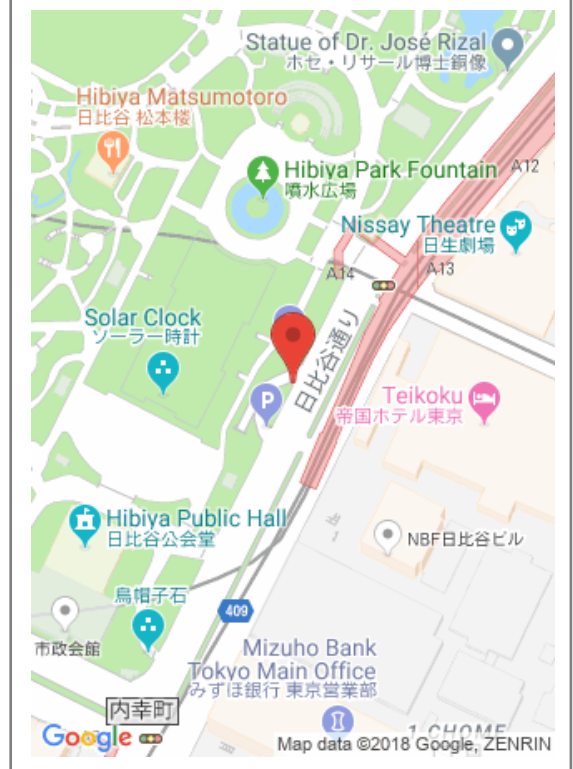 Statue of Dr. José Rizal
ホセ・リサール博士銅像
Hibiya Matsumotoro
日比谷 松本楼
Hibiya Park Fountain
噴水広場
A12
Nissay Theatre
日生劇場
A14
A13
Solar Clock
ソーラー時計
日比谷通り
P
Teikoku
帝国ホテル東京
Hibiya Public Hall
日比谷公会堂
NBF日比谷ビル
烏帽子石
409
市政会館
Mizuho Bank
Tokyo Main Office
みずほ銀行 東京営業部
内幸町
1 CHOME
Google
Map data ©2018 Google, ZENRIN